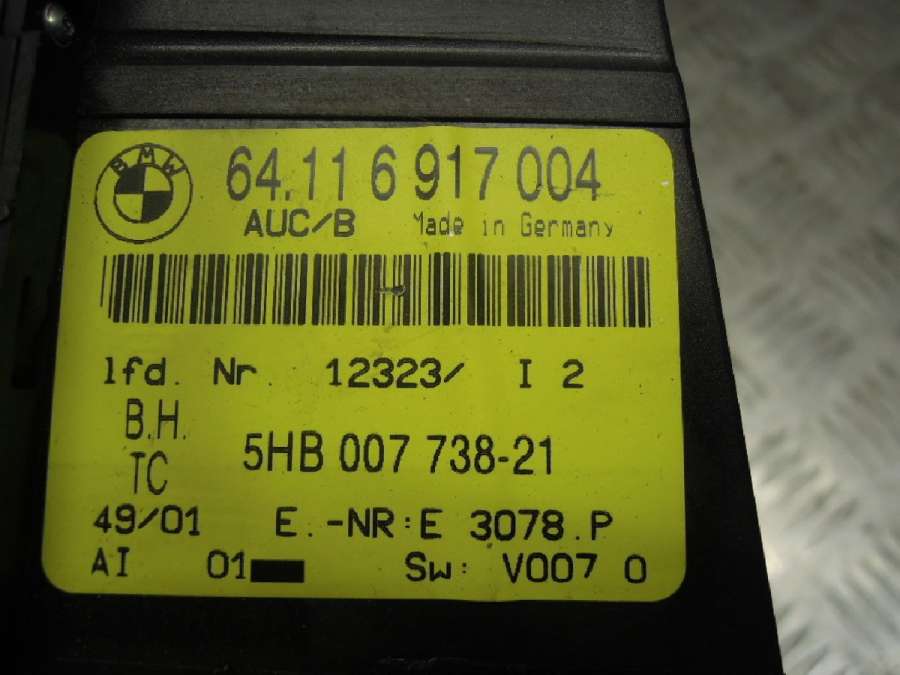 BMW
64.11 6 917 004
AUC/B Made in Germany
lfd. Nr. 12323/ I 2
B.H.
TC
5HB 007 738-21
49/01 E.-NR:E 3078.P
AI 01 Sw: V007 0